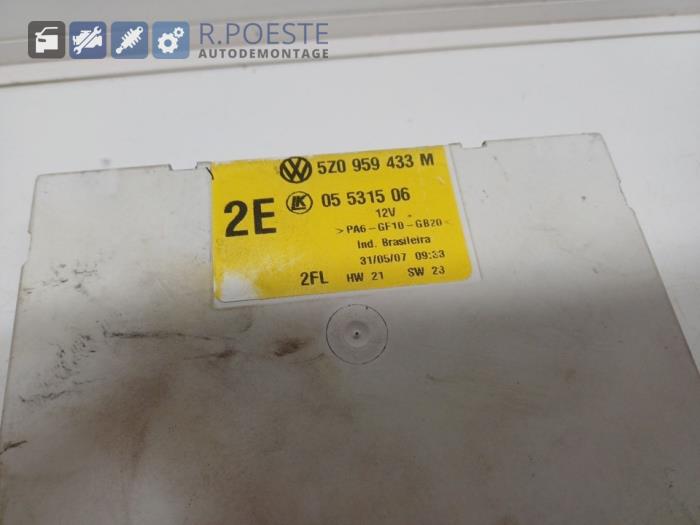 R.POESTE
AUTODEMONTAGE
5Z0 959 433 M
2E LK 05 5315 06
12V
>PA6-GF10-GB20<
Ind. Brasileira
31/05/07 09:33
2FL HW 21 SW 23